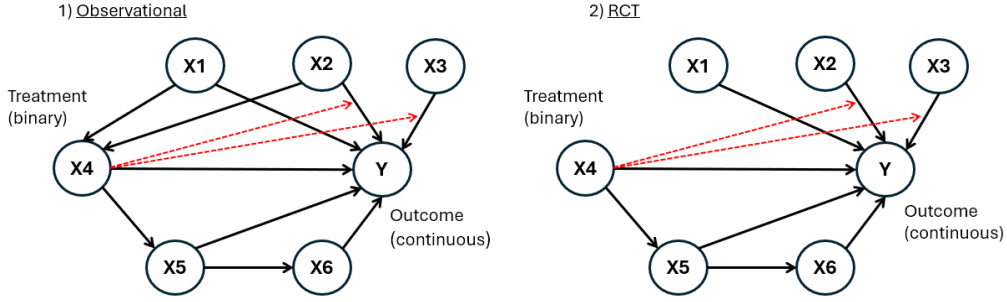 1) Observational
X1
X2
X3
Treatment
(binary)
X4
Y
Outcome
(continuous)
X5
X6
2) RCT
X1
X2
X3
Treatment
(binary)
X4
Y
Outcome
(continuous)
X5
X6